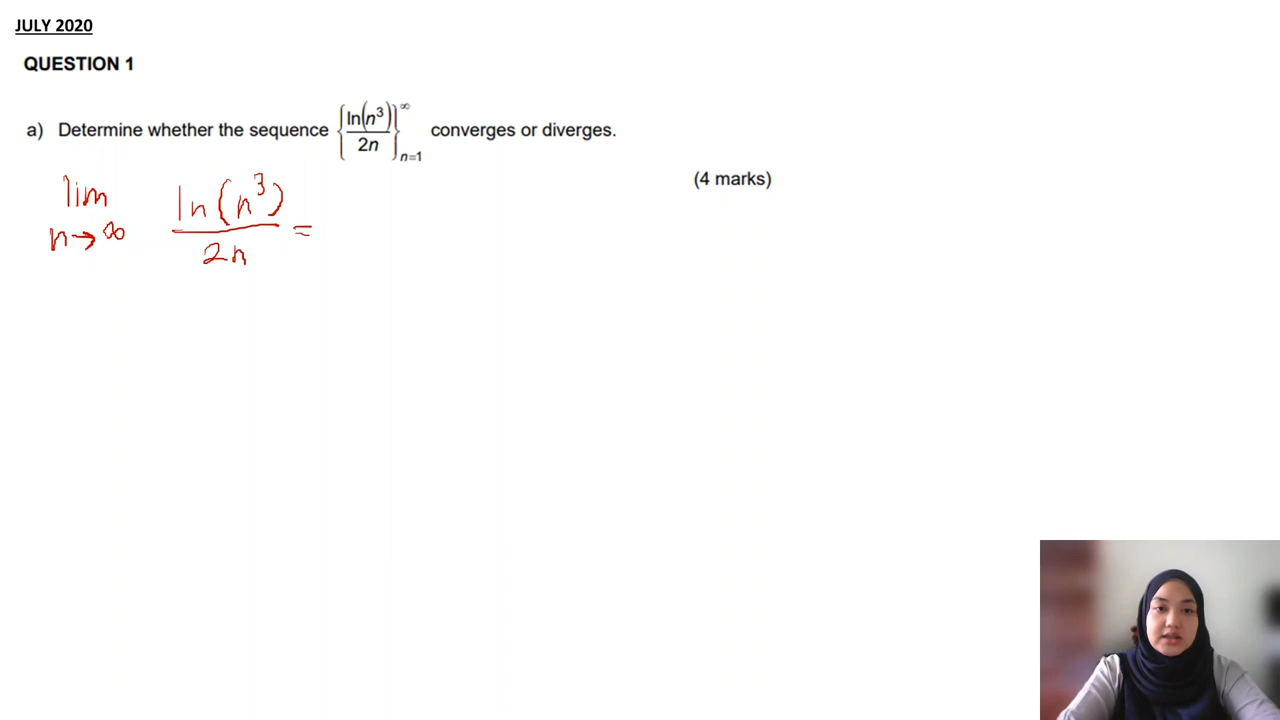 JULY 2020
QUESTION 1
a) Determine whether the sequence {ln(n³)/2n}ₙ₌₁^∞ converges or diverges.
(4 marks)
lim n→∞ ln(n³)/2n =